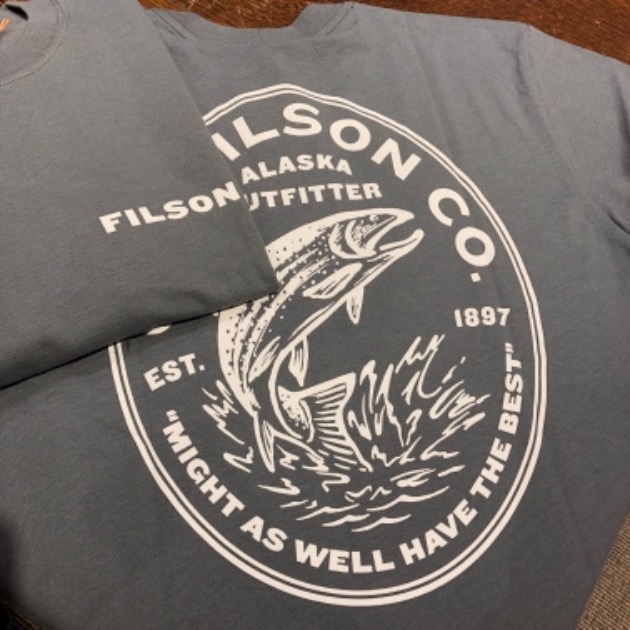 FILSON
ILSON CO.
ALASKA
UTFITTER
EST. 1897
"MIGHT AS WELL HAVE THE BEST"